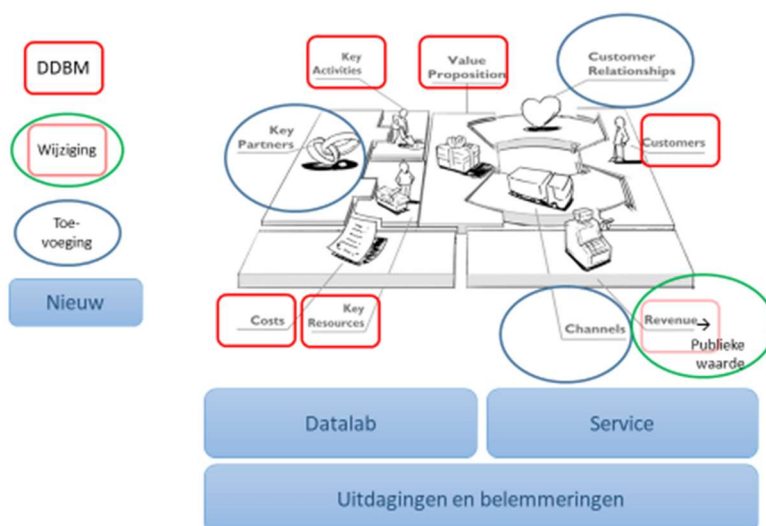 DDBM
Wijziging
Toe-
voeging
Nieuw
Key
Activities
Value
Proposition
Customer
Relationships
Key
Partners
Customers
Costs
Key
Resources
Channels
Revenue →
Publieke
waarde
Datalab
Service
Uitdagingen en belemmeringen